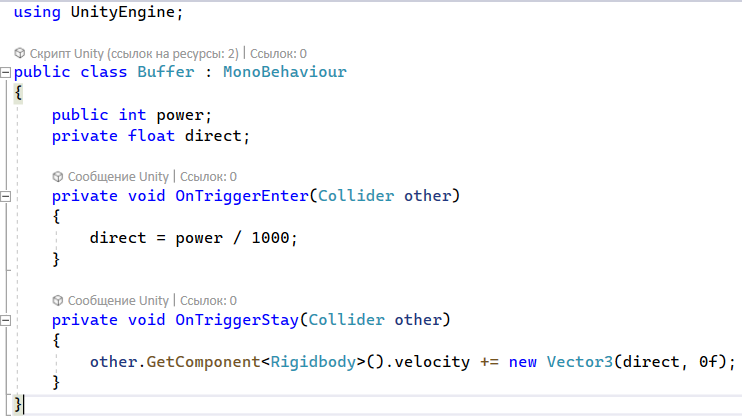 using UnityEngine;
Скрипт Unity (ссылок на ресурсы: 2) | Ссылок: 0
public class Buffer : MonoBehaviour
{
public int power;
private float direct;
Сообщение Unity | Ссылок: 0
private void OnTriggerEnter(Collider other)
{
direct = power / 1000;
}
Сообщение Unity | Ссылок: 0
private void OnTriggerStay(Collider other)
{
other.GetComponent<Rigidbody>().velocity += new Vector3(direct, 0f);
}
}